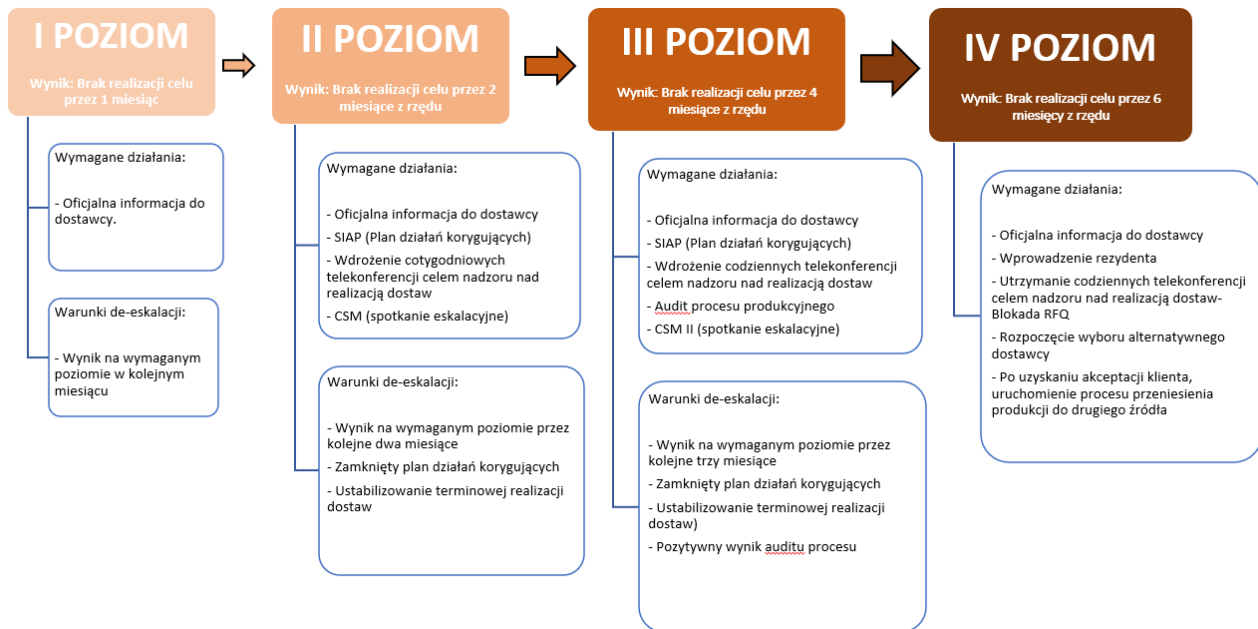 I POZIOM
Wynik: Brak realizacji celu
przez 1 miesiąc
Wymagane działania:
- Oficjalna informacja do
dostawcy.
Warunki de-eskalacji:
- Wynik na wymaganym
poziomie w kolejnym
miesiącu
II POZIOM
Wynik: Brak realizacji celu przez 2
miesiące z rzędu
Wymagane działania:
- Oficjalna informacja do dostawcy
- SIAP (Plan działań korygujących)
- Wdrożenie cotygodniowych
telekonferencji celem nadzoru nad
realizacją dostaw
- CSM (spotkanie eskalacyjne)
Warunki de-eskalacji:
- Wynik na wymaganym poziomie przez
kolejne dwa miesiące
- Zamknięty plan działań korygujących
- Ustabilizowanie terminowej realizacji
dostaw
III POZIOM
Wynik: Brak realizacji celu przez 4
miesiące z rzędu
Wymagane działania:
- Oficjalna informacja do dostawcy
- SIAP (Plan działań korygujących)
- Wdrożenie codziennych telekonferencji
celem nadzoru nad realizacją dostaw
- Audit procesu produkcyjnego
- CSM II (spotkanie eskalacyjne)
Warunki de-eskalacji:
- Wynik na wymaganym poziomie przez
kolejne trzy miesiące
- Zamknięty plan działań korygujących
- Ustabilizowanie terminowej realizacji
dostaw)
- Pozytywny wynik auditu procesu
IV POZIOM
Wynik: Brak realizacji celu przez 6
miesięcy z rzędu
Wymagane działania:
- Oficjalna informacja do dostawcy
- Wprowadzenie rezydenta
- Utrzymanie codziennych telekonferencji
celem nadzoru nad realizacją dostaw-
Blokada RFQ
- Rozpoczęcie wyboru alternatywnego
dostawcy
- Po uzyskaniu akceptacji klienta,
uruchomienie procesu przeniesienia
produkcji do drugiego źródła